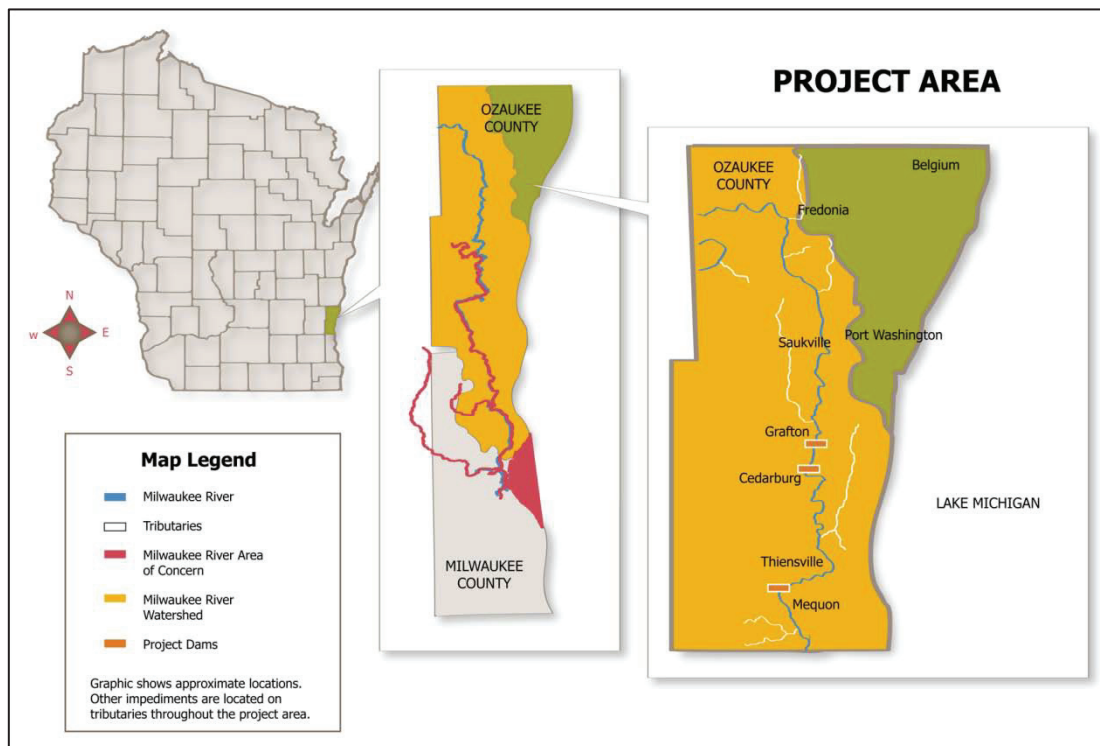 PROJECT AREA
OZAUKEE
COUNTY
MILWAUKEE
COUNTY
OZAUKEE
COUNTY
Belgium
Fredonia
Saukville
Port Washington
Grafton
Cedarburg
LAKE MICHIGAN
Thiensville
Mequon
N
W
E
S
Map Legend
Milwaukee River
Tributaries
Milwaukee River Area
of Concern
Milwaukee River
Watershed
Project Dams
Graphic shows approximate locations.
Other impediments are located on
tributaries throughout the project area.